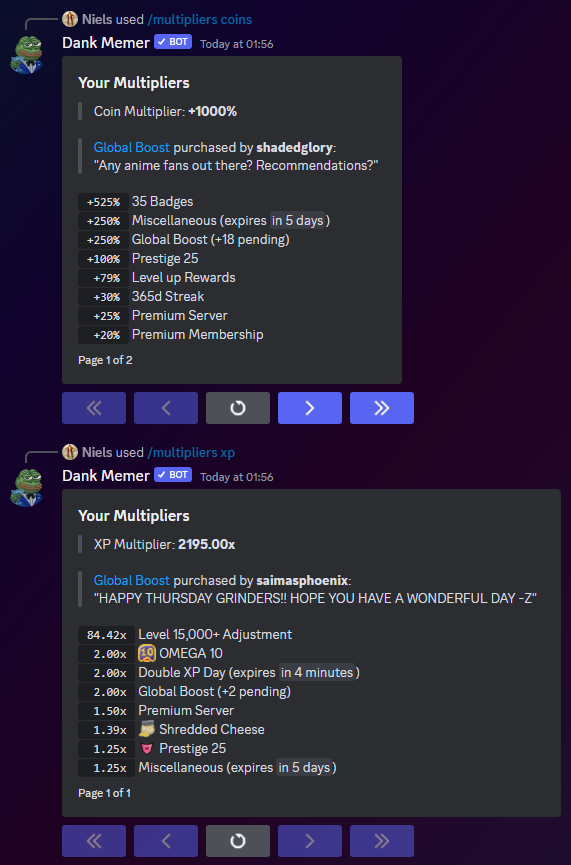 Niels used /multipliers coins
Dank Memer ✓ BOT Today at 01:56
Your Multipliers
Coin Multiplier: +1000%
Global Boost purchased by shadedglory:
"Any anime fans out there? Recommendations?"
+525% 35 Badges
+250% Miscellaneous (expires in 5 days)
+250% Global Boost (+18 pending)
+100% Prestige 25
+79% Level up Rewards
+30% 365d Streak
+25% Premium Server
+20% Premium Membership
Page 1 of 2
Niels used /multipliers xp
Dank Memer ✓ BOT Today at 01:56
Your Multipliers
XP Multiplier: 2195.00x
Global Boost purchased by saimasphoenix:
"HAPPY THURSDAY GRINDERS!! HOPE YOU HAVE A WONDERFUL DAY -Z"
84.42x Level 15,000+ Adjustment
2.00x 10 OMEGA 10
2.00x Double XP Day (expires in 4 minutes)
2.00x Global Boost (+2 pending)
1.50x Premium Server
1.39x Shredded Cheese
1.25x Prestige 25
1.25x Miscellaneous (expires in 5 days)
Page 1 of 1